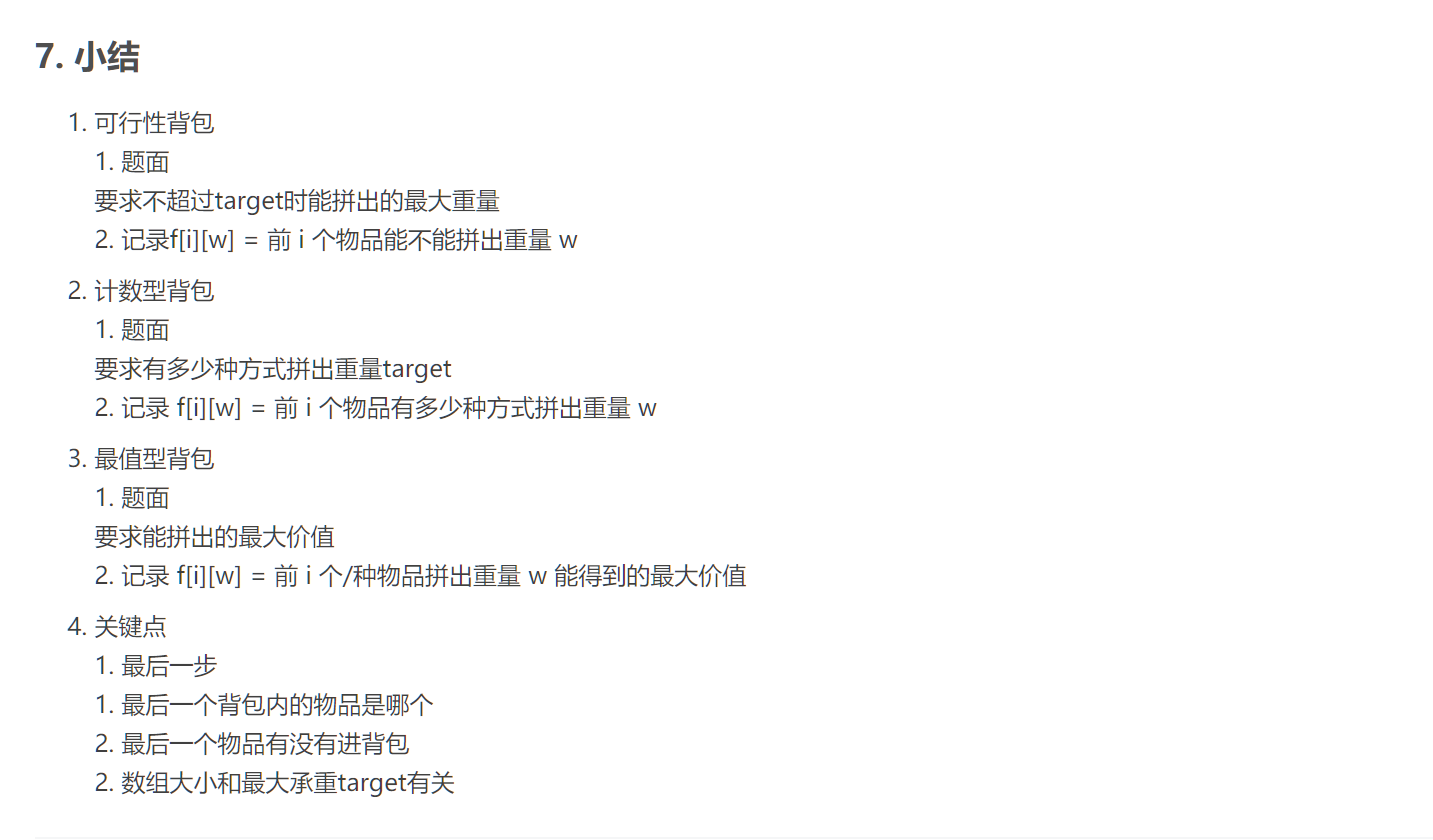 7. 小结
1. 可行性背包
1. 题面
要求不超过target时能拼出的最大重量
2. 记录f[i][w] = 前 i 个物品能不能拼出重量 w
2. 计数型背包
1. 题面
要求有多少种方式拼出重量target
2. 记录 f[i][w] = 前 i 个物品有多少种方式拼出重量 w
3. 最值型背包
1. 题面
要求能拼出的最大价值
2. 记录 f[i][w] = 前 i 个/种物品拼出重量 w 能得到的最大价值
4. 关键点
1. 最后一步
1. 最后一个背包内的物品是哪个
2. 最后一个物品有没有进背包
2. 数组大小和最大承重target有关